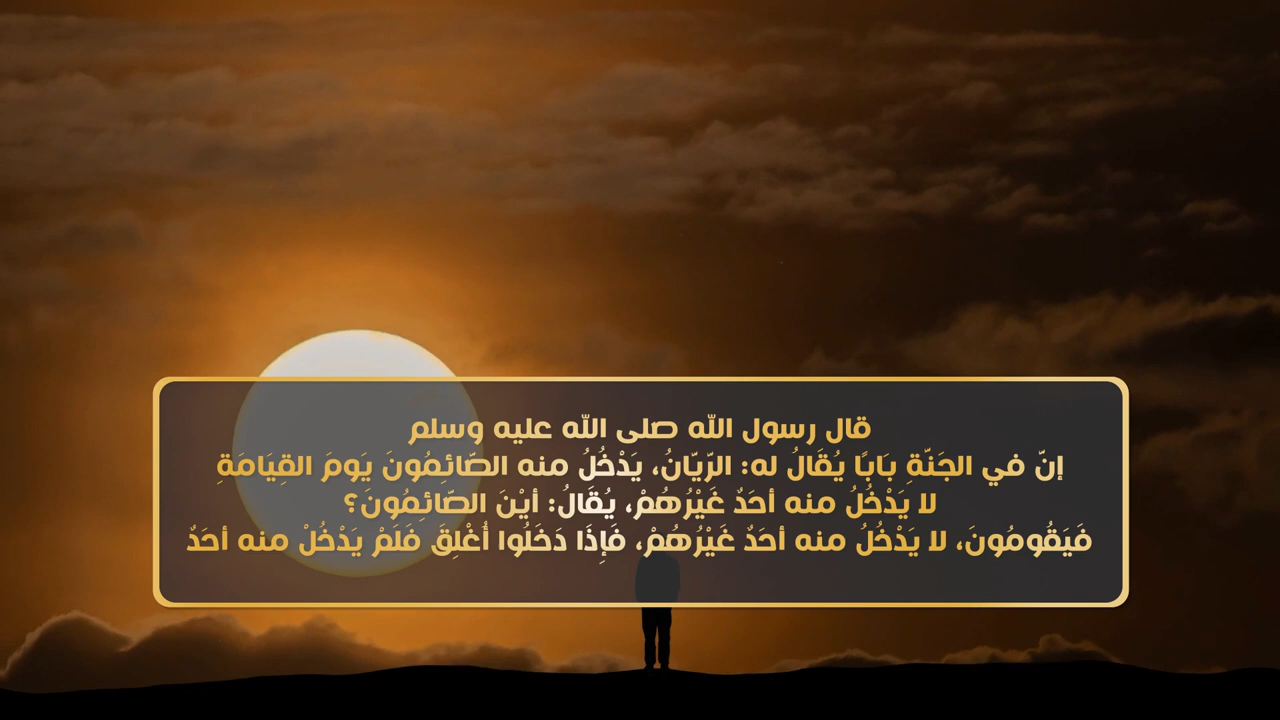 قال رسول الله صلى الله عليه وسلم
إنّ في الجَنّةِ بَابًا يُقَالُ له: الرّيّانُ، يَدْخُلُ منه الصّائِمُونَ يَومَ القِيَامَةِ
لا يَدْخُلُ منه أحَدٌ غَيْرُهُمْ، يُقَالُ: أيْنَ الصّائِمُونَ؟
فَيَقُومُونَ، لا يَدْخُلُ منه أحَدٌ غَيْرُهُمْ، فَإِذَا دَخَلُوا أُغْلِقَ فَلَمْ يَدْخُلْ منه أحَدٌ